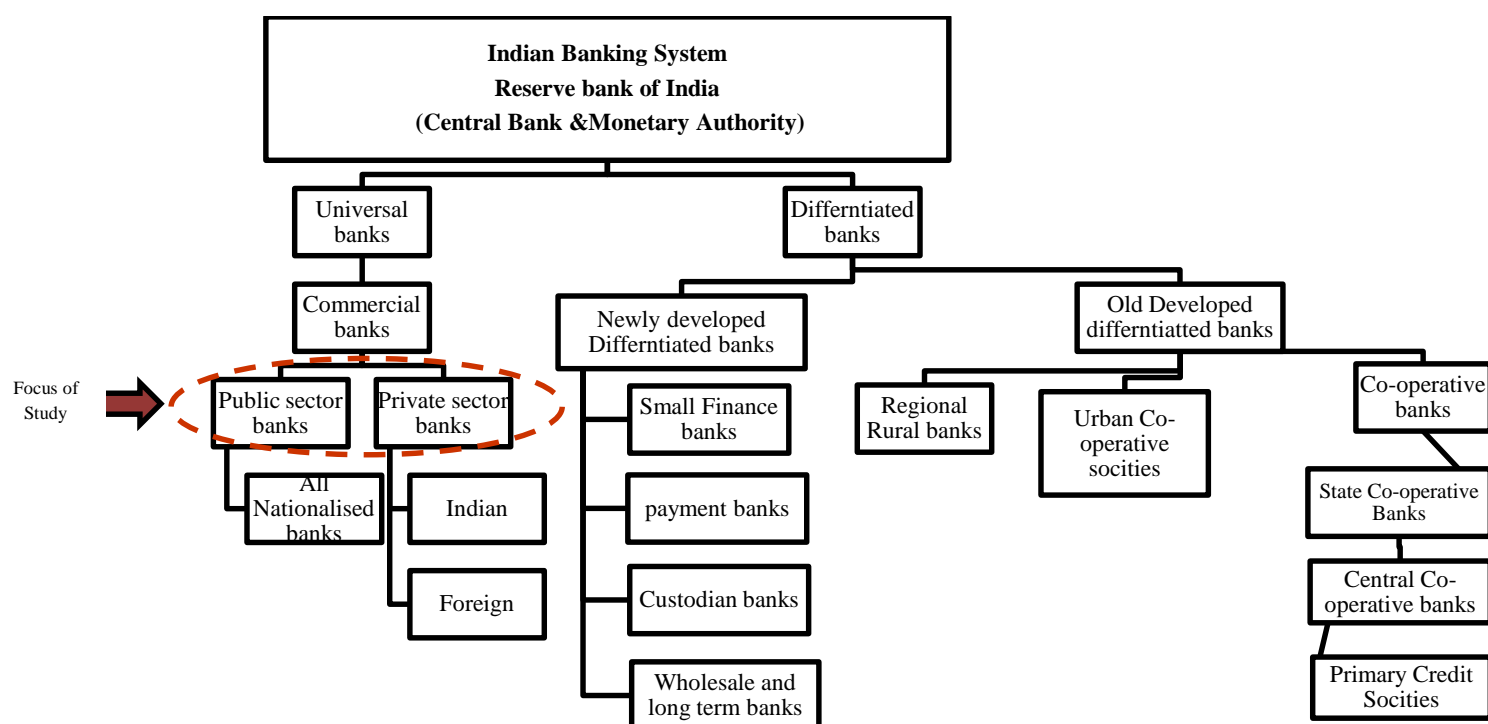 Indian Banking System
Reserve bank of India
(Central Bank &Monetary Authority)
Universal
banks
Differntiated
banks
Commercial
banks
Newly developed
Differntiated banks
Old Developed
differntiatted banks
Focus of
Study
Public sector
banks
Private sector
banks
Small Finance
banks
Regional
Rural banks
Urban Co-
operative
socities
Co-operative
banks
All
Nationalised
banks
Indian
payment banks
State Co-operative
Banks
Foreign
Custodian banks
Central Co-
operative banks
Wholesale and
long term banks
Primary Credit
Socities